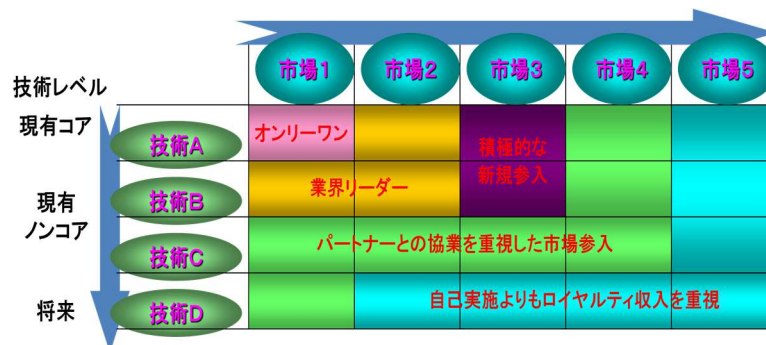 市場1 市場2 市場3 市場4 市場5
技術レベル
現有コア
技術A
オンリーワン
積極的な
新規参入
現有
ノンコア
技術B
業界リーダー
技術C
パートナーとの協業を重視した市場参入
将来
技術D
自己実施よりもロイヤルティ収入を重視